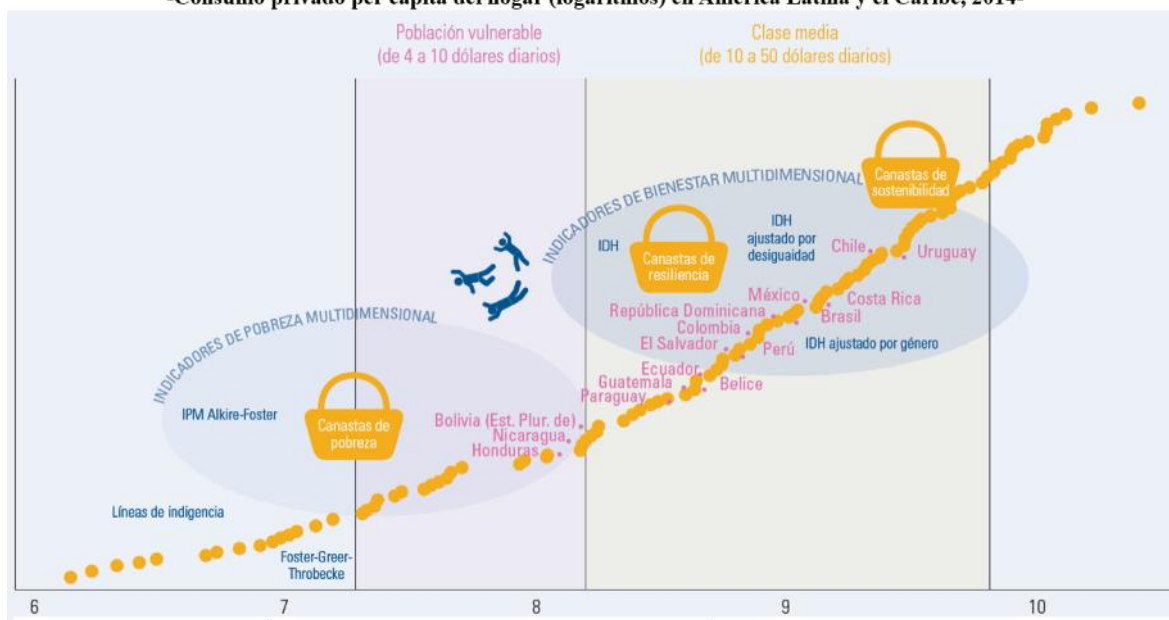 -Consumo privado per cápita del hogar (logaritmos) en América Latina y el Caribe, 2014-
Población vulnerable
(de 4 a 10 dólares diarios)
Clase media
(de 10 a 50 dólares diarios)
INDICADORES DE BIENESTAR MULTIDIMENSIONAL
Canastas de
sostenibilidad
IDH
Canastas de
resiliencia
IDH
ajustado por
desigualdad
Chile
Uruguay
México
Costa Rica
República Dominicana
Brasil
Colombia
El Salvador
Perú
IDH ajustado por género
Ecuador
Guatemala
Belice
Paraguay
INDICADORES DE POBREZA MULTIDIMENSIONAL
IPM Alkire-Foster
Canastas de
pobreza
Bolivia (Est. Plur. de)
Nicaragua
Honduras
Líneas de indigencia
Foster-Greer-
Throbecke
6 7 8 9 10